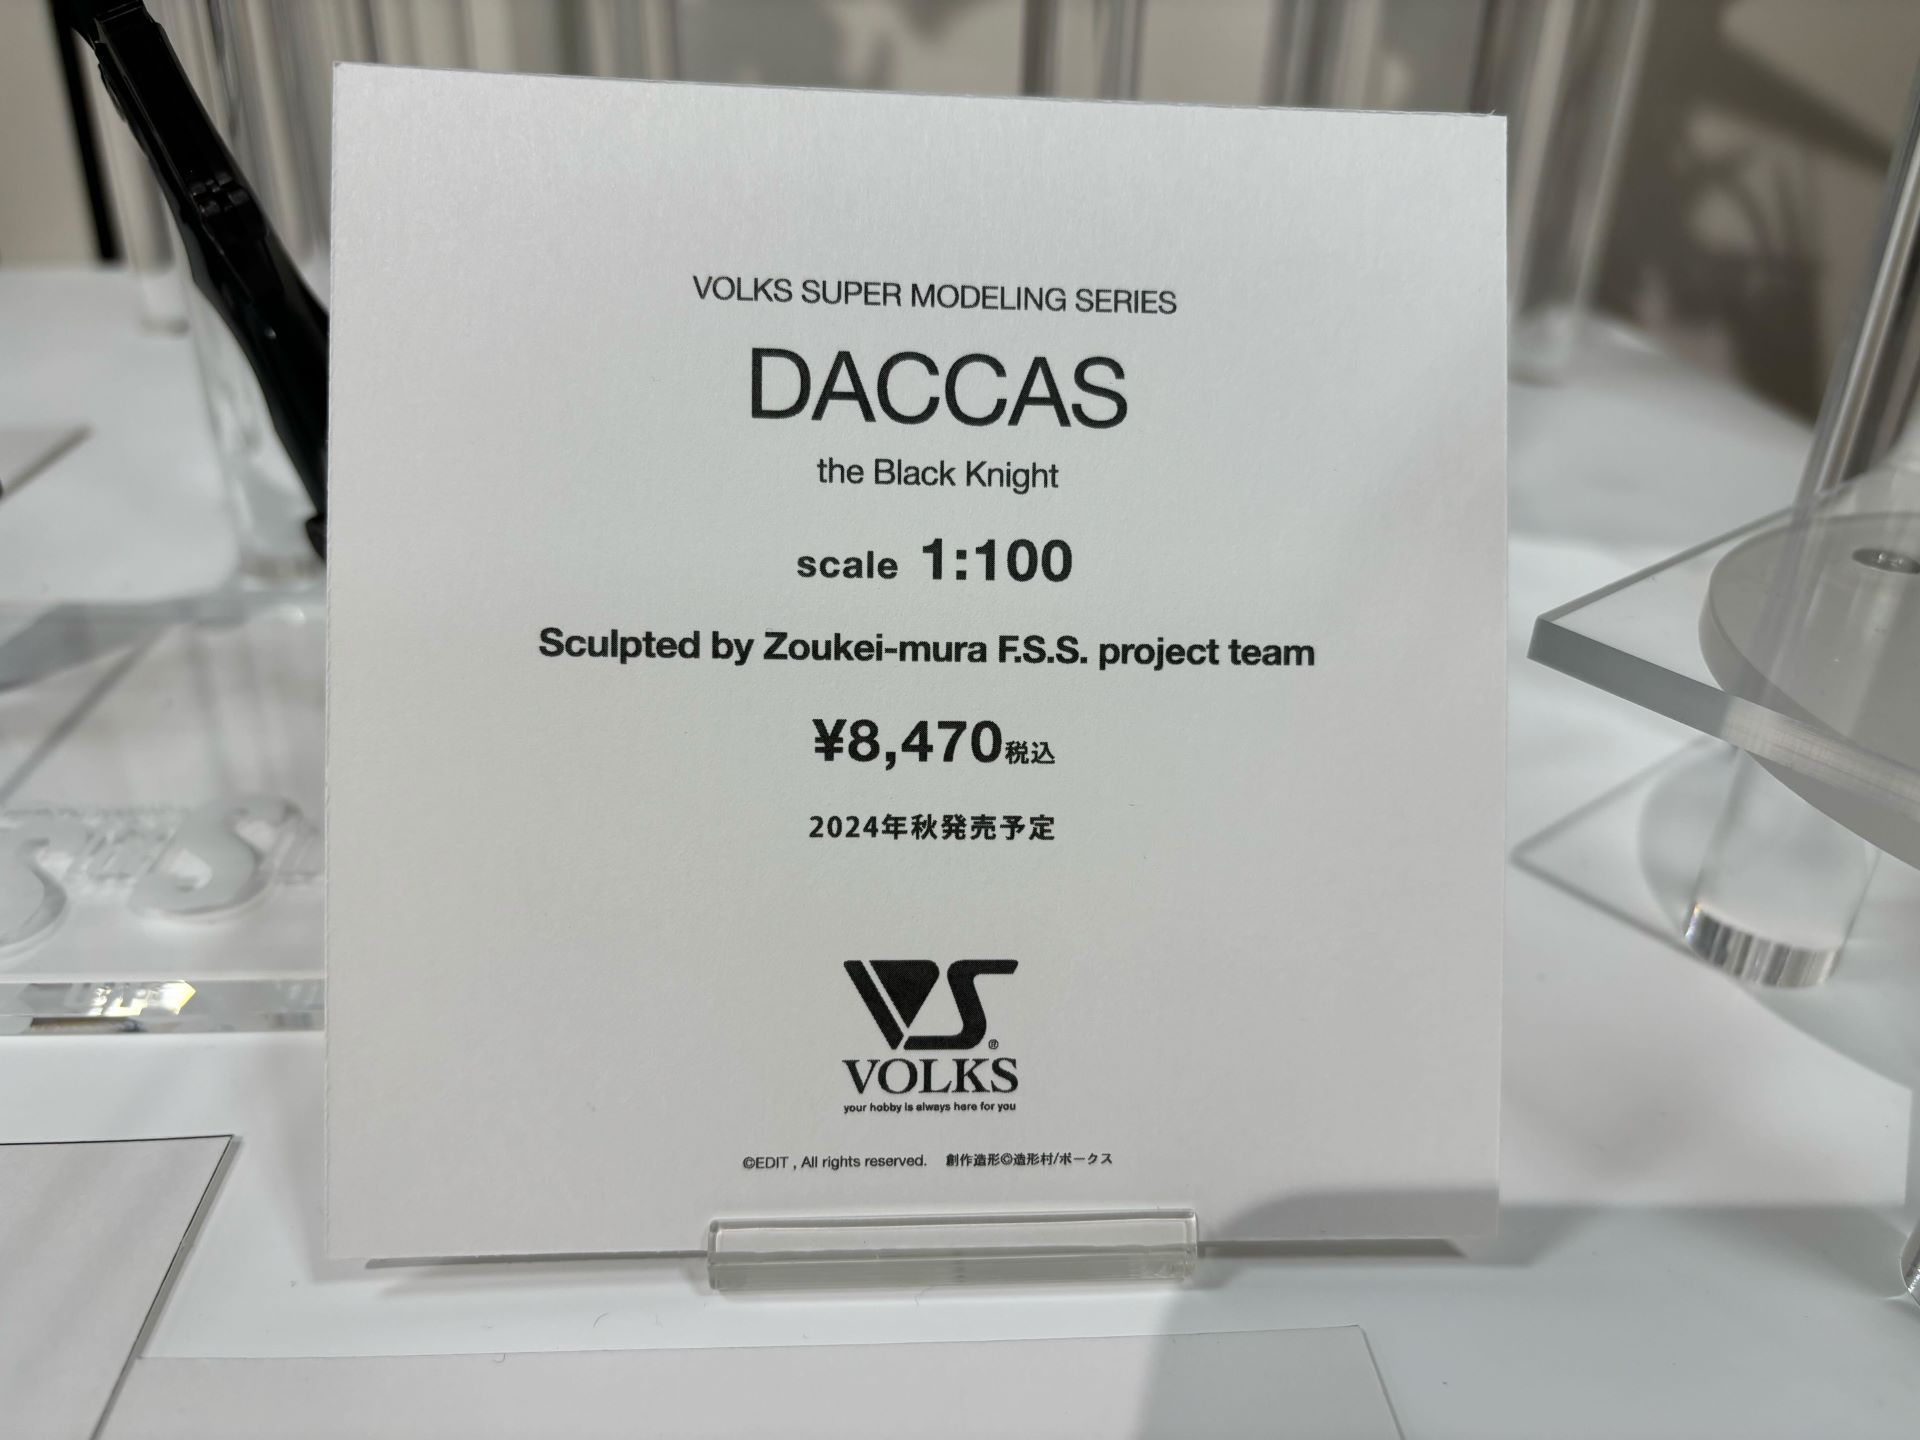 VOLKS SUPER MODELING SERIES
DACCAS
the Black Knight
scale 1:100
Sculpted by Zoukei-mura F.S.S. project team
¥8,470税込
2024年秋発売予定
VS®
VOLKS
your hobby is always here for you
©EDIT , All rights reserved. 創作造形©造形村/ボークス